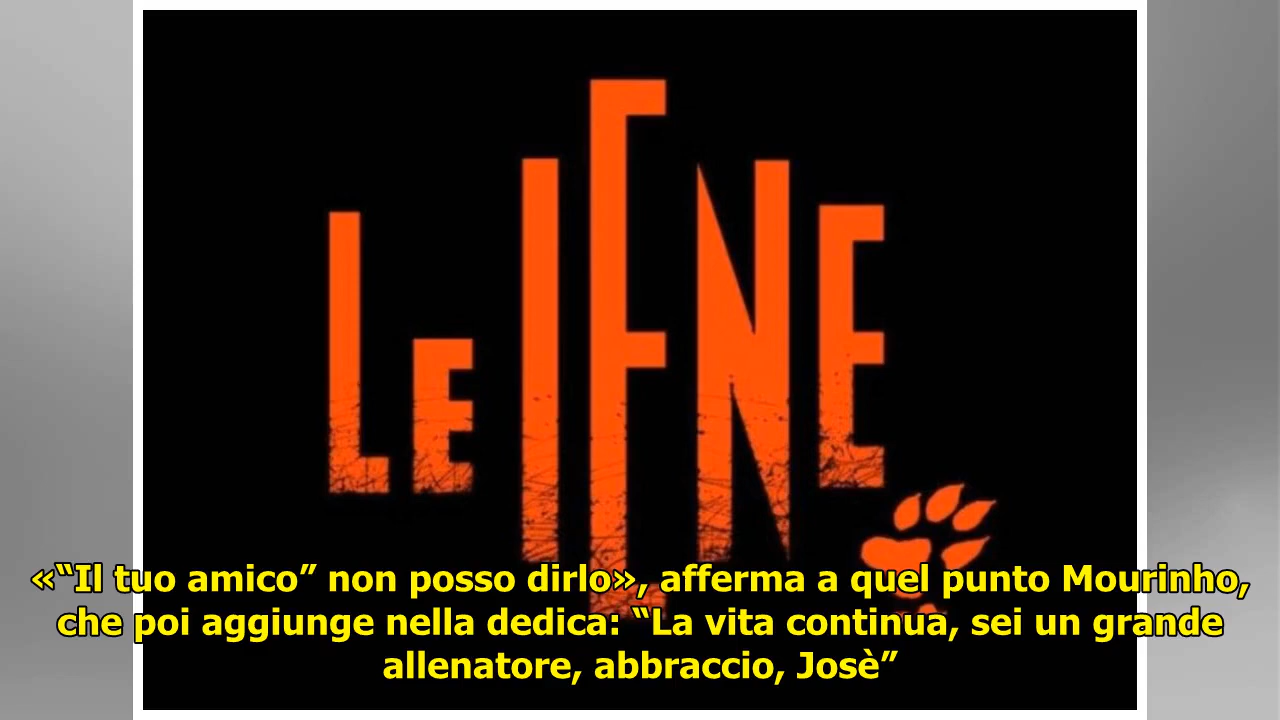 LE IENE
«“Il tuo amico” non posso dirlo», afferma a quel punto Mourinho,
che poi aggiunge nella dedica: “La vita continua, sei un grande
allenatore, abbraccio, Josè”